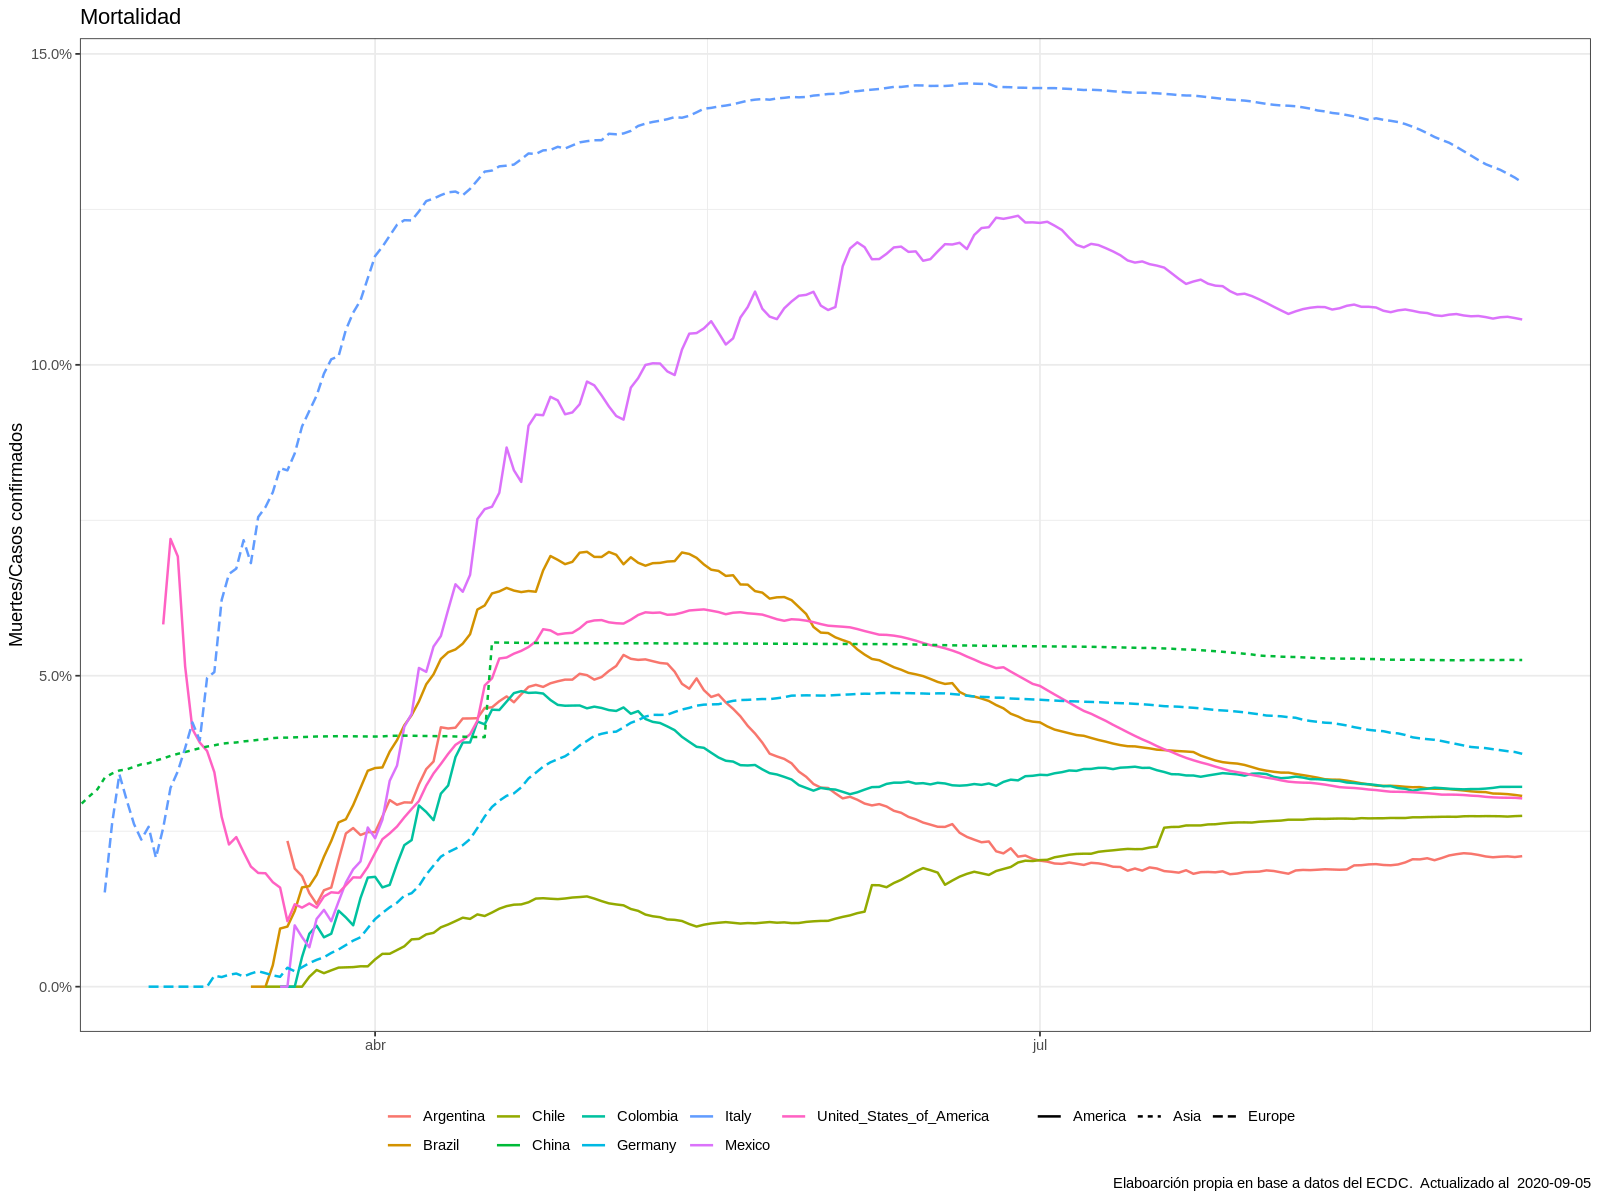 Mortalidad
15.0%
10.0%
5.0%
0.0%
Muertes/Casos confirmados
abr jul
Argentina Chile Colombia Italy United_States_of_America America Asia Europe
Brazil China Germany Mexico
Elaboarción propia en base a datos del ECDC.  Actualizado al  2020-09-05